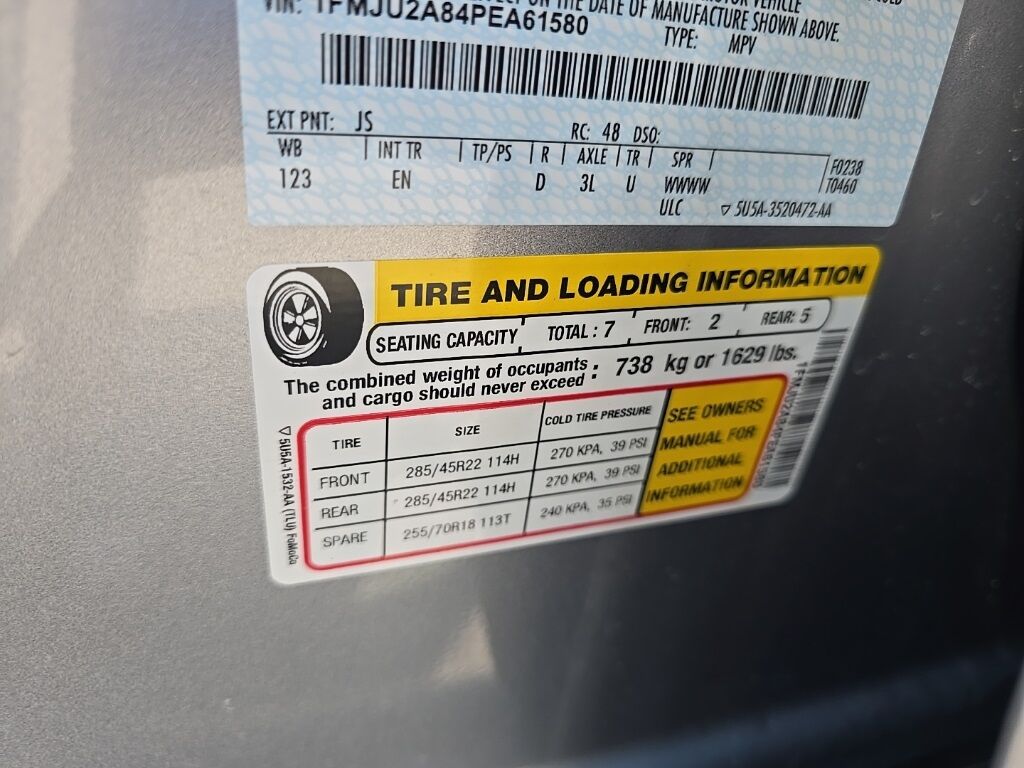 VIN: 1FMJU2A84PEA61580
THE DATE OF MANUFACTURE SHOWN ABOVE.
TYPE: MPV
EXT PNT: JS RC: 48 DSO:
WB INT TR TP/PS R AXLE TR SPR F0238
123 EN D 3L U WWWW T0460
ULC 5U5A-3520472-AA
TIRE AND LOADING INFORMATION
SEATING CAPACITY TOTAL : 7 FRONT: 2 REAR: 5
The combined weight of occupants
and cargo should never exceed : 738 kg or 1629 lbs.
TIRE SIZE COLD TIRE PRESSURE
FRONT 285/45R22 114H 270 KPA, 39 PSI
REAR 285/45R22 114H 270 KPA, 39 PSI
SPARE 255/70R18 113T 240 KPA, 35 PSI
SEE OWNERS
MANUAL FOR
ADDITIONAL
INFORMATION
5U5A-1532-AA (TLU) FoMoCo